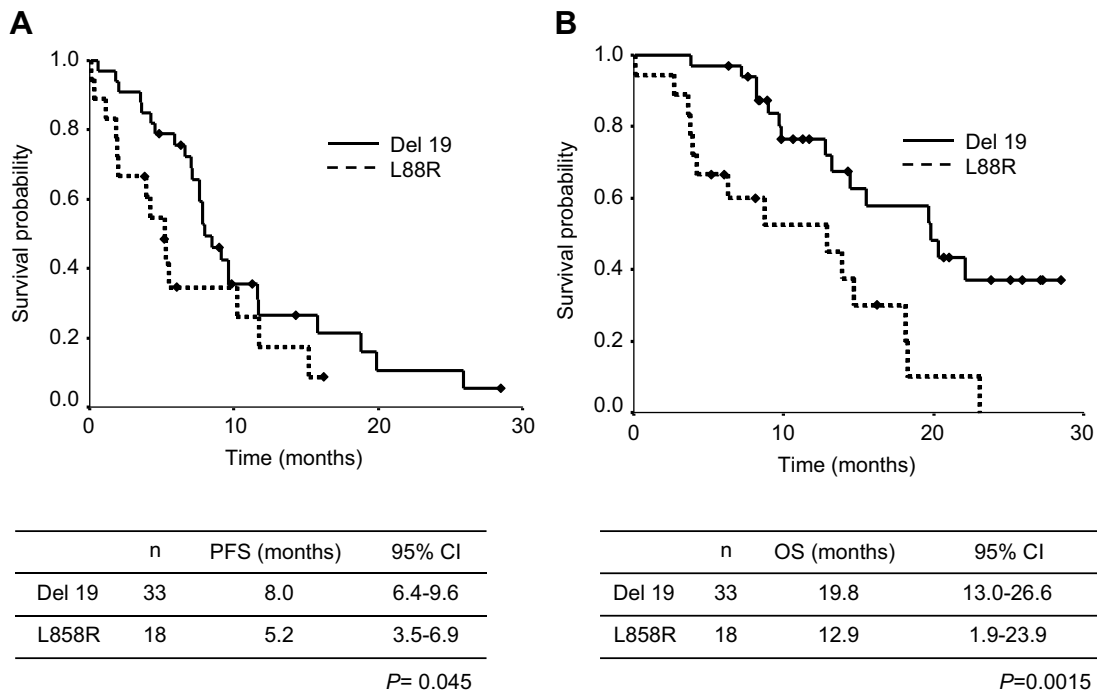 A
Survival probability
1.0
0.8
0.6
0.4
0.2
0.0
Del 19
L88R
0 10 20 30
Time (months)
n PFS (months) 95% CI
Del 19 33 8.0 6.4-9.6
L858R 18 5.2 3.5-6.9
P= 0.045
B
Survival probability
1.0
0.8
0.6
0.4
0.2
0.0
Del 19
L88R
0 10 20 30
Time (months)
n OS (months) 95% CI
Del 19 33 19.8 13.0-26.6
L858R 18 12.9 1.9-23.9
P=0.0015